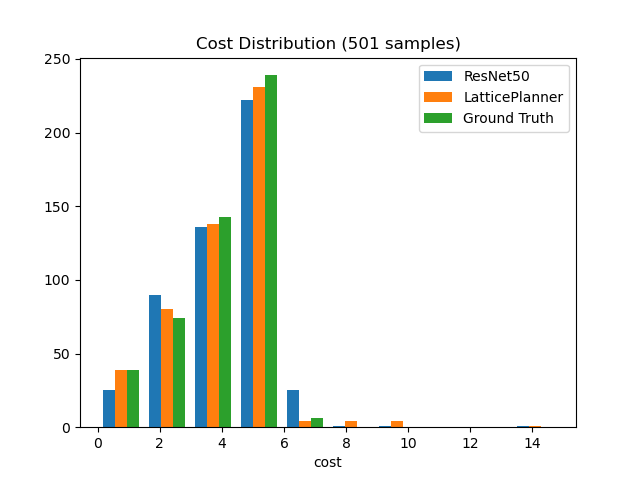 Cost Distribution (501 samples)
ResNet50
LatticePlanner
Ground Truth
250
200
150
100
50
0
0 2 4 6 8 10 12 14
cost